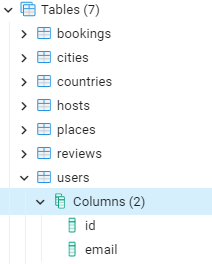 Tables (7)
bookings
cities
countries
hosts
places
reviews
users
Columns (2)
id
email